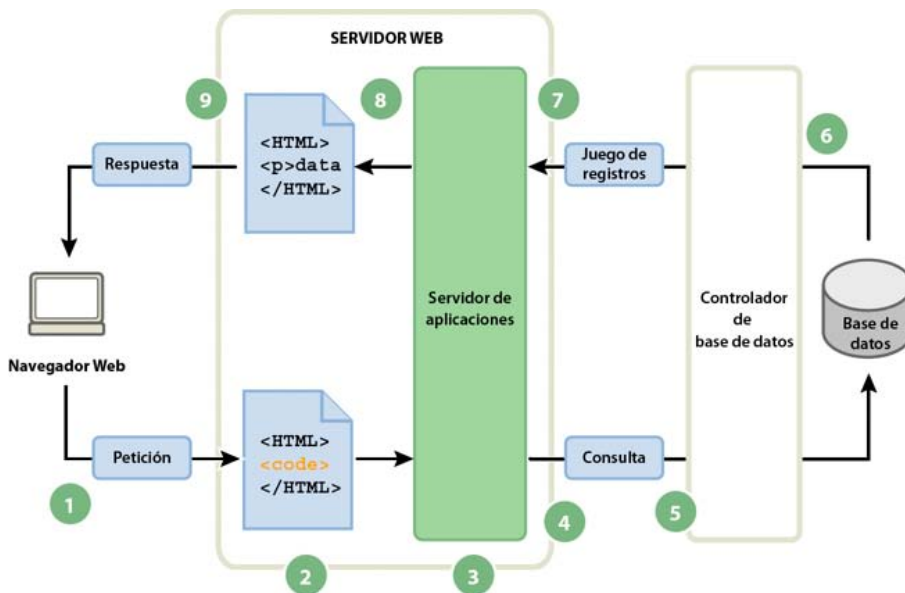 SERVIDOR WEB
9
8
7
6
Respuesta
<HTML>
<p>data
</HTML>
Juego de
registros
Servidor de
aplicaciones
Controlador
de
base de datos
Base de
datos
Navegador Web
Petición
<HTML>
<code>
</HTML>
Consulta
1
2
3
4
5